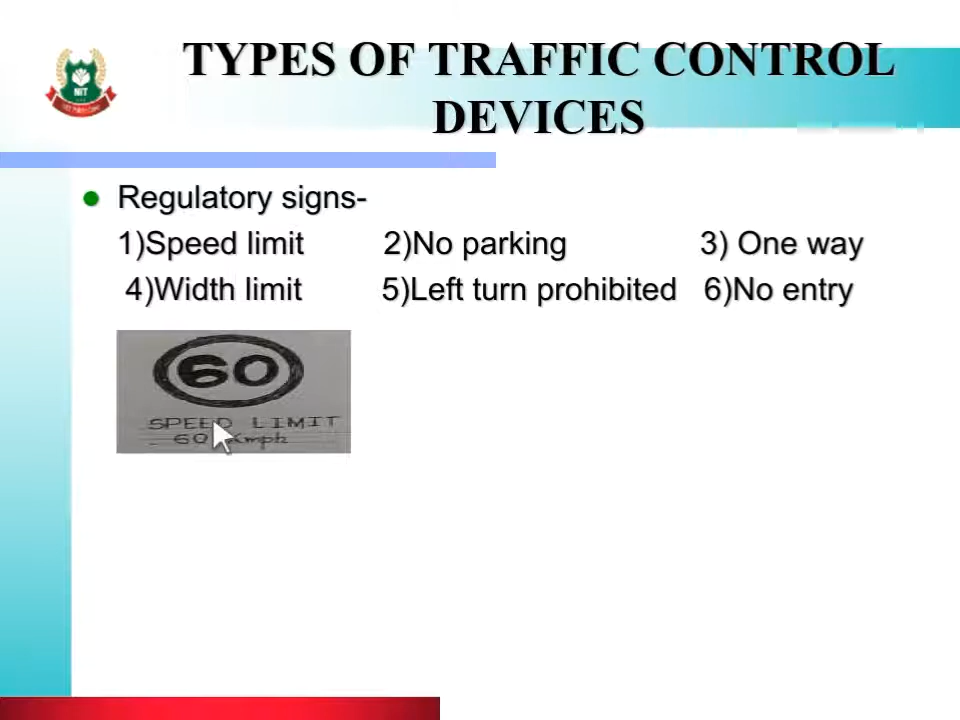 TYPES OF TRAFFIC CONTROL
DEVICES
NIT
Regulatory signs-
1)Speed limit 2)No parking 3) One way
4)Width limit 5)Left turn prohibited 6)No entry
60
SPEED LIMIT
60 Kmph